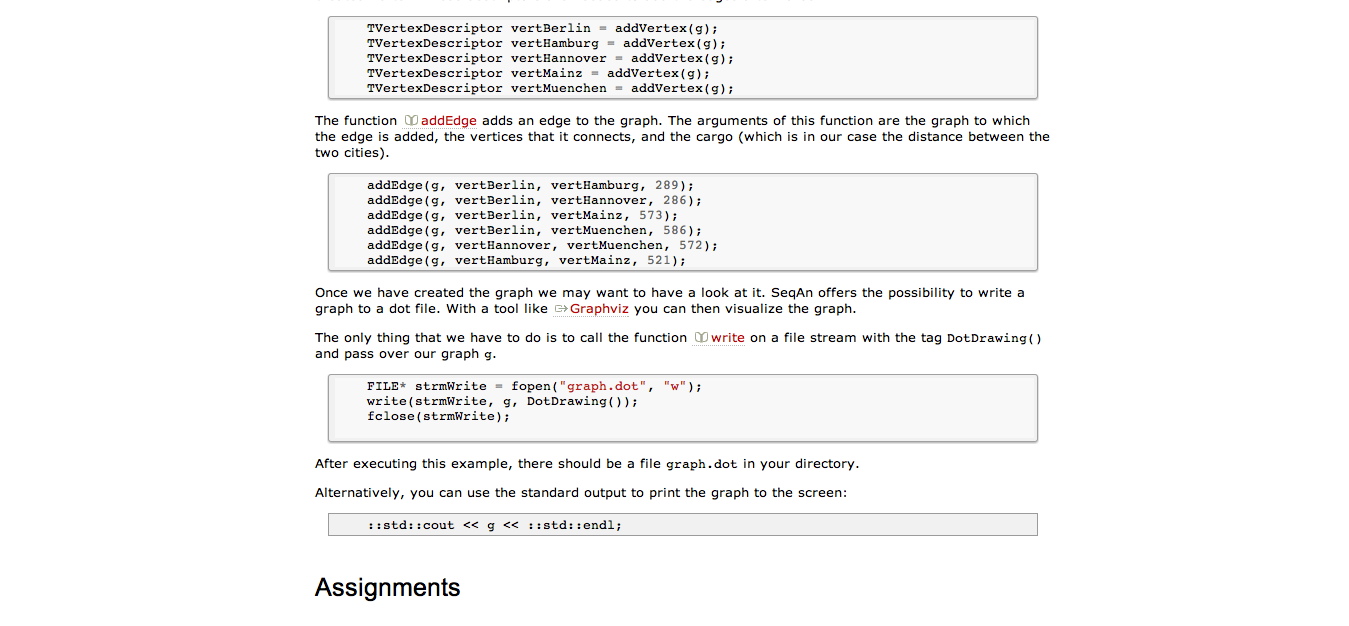 TVertexDescriptor vertBerlin = addVertex(g);
TVertexDescriptor vertHamburg = addVertex(g);
TVertexDescriptor vertHannover = addVertex(g);
TVertexDescriptor vertMainz = addVertex(g);
TVertexDescriptor vertMuenchen = addVertex(g);
The function addEdge adds an edge to the graph. The arguments of this function are the graph to which
the edge is added, the vertices that it connects, and the cargo (which is in our case the distance between the
two cities).
addEdge(g, vertBerlin, vertHamburg, 289);
addEdge(g, vertBerlin, vertHannover, 286);
addEdge(g, vertBerlin, vertMainz, 573);
addEdge(g, vertBerlin, vertMuenchen, 586);
addEdge(g, vertHannover, vertMuenchen, 572);
addEdge(g, vertHamburg, vertMainz, 521);
Once we have created the graph we may want to have a look at it. SeqAn offers the possibility to write a
graph to a dot file. With a tool like Graphviz you can then visualize the graph.
The only thing that we have to do is to call the function write on a file stream with the tag DotDrawing()
and pass over our graph g.
FILE* strmWrite = fopen("graph.dot", "w");
write(strmWrite, g, DotDrawing());
fclose(strmWrite);
After executing this example, there should be a file graph.dot in your directory.
Alternatively, you can use the standard output to print the graph to the screen:
::std::cout << g << ::std::endl;
Assignments